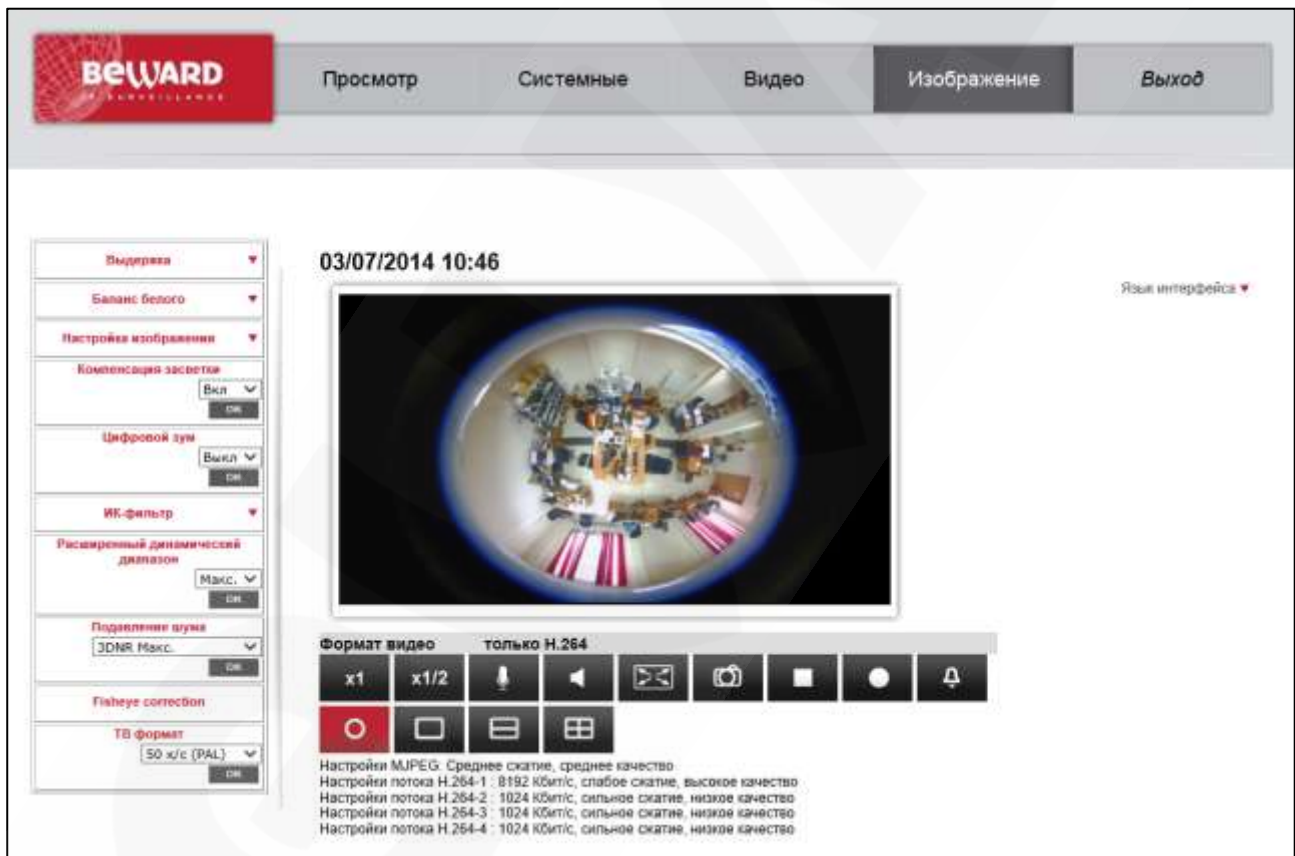 BEWARD
Просмотр
Системные
Видео
Изображение
Выход
03/07/2014 10:46
Язык интерфейса
Выдержка
Баланс белого
Настройка изображения
Компенсация засветки
Вкл
OK
Цифровой зум
Выкл
OK
ИК-фильтр
Расширенный динамический
диапазон
Макс.
OK
Подавление шума
3DNR Макс.
OK
Fisheye correction
ТВ формат
50 к/с (PAL)
OK
Формат видео только H.264
x1
x1/2
Настройки MJPEG: Среднее сжатие, среднее качество
Настройки потока H.264-1 : 8192 Кбит/с, слабое сжатие, высокое качество
Настройки потока H.264-2 : 1024 Кбит/с, сильное сжатие, низкое качество
Настройки потока H.264-3 : 1024 Кбит/с, сильное сжатие, низкое качество
Настройки потока H.264-4 : 1024 Кбит/с, сильное сжатие, низкое качество